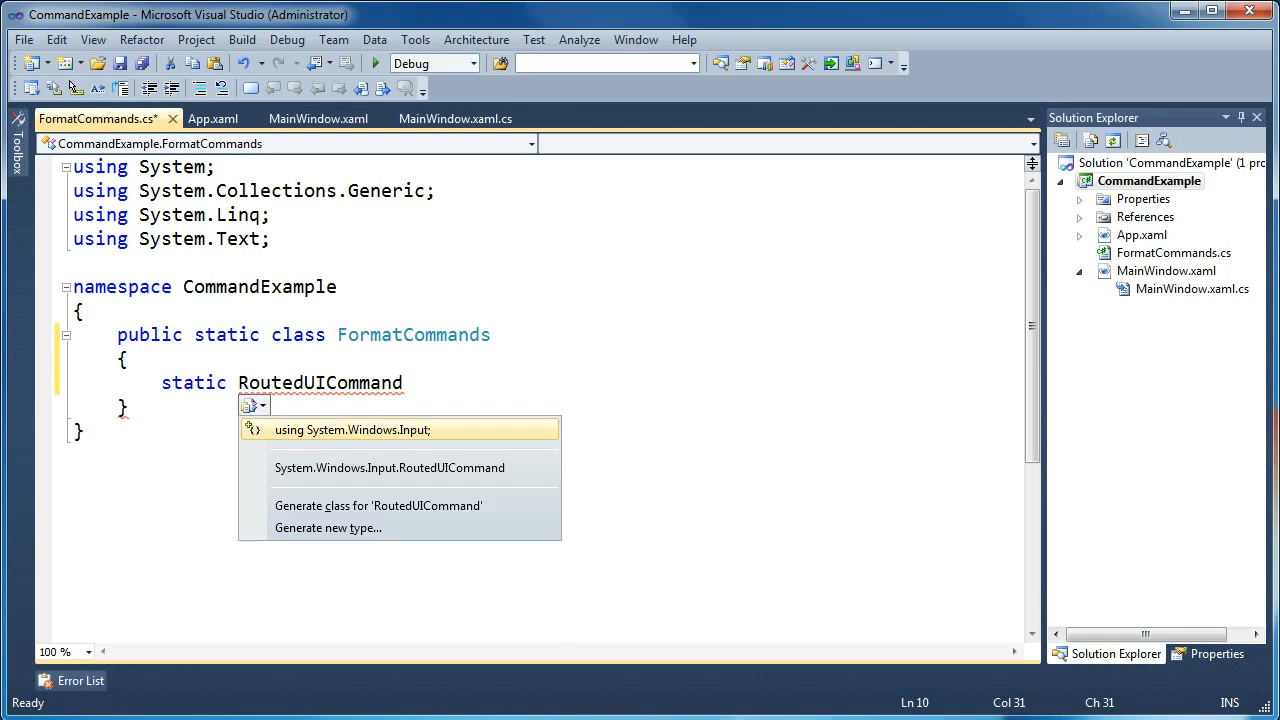 CommandExample - Microsoft Visual Studio (Administrator)
File Edit View Refactor Project Build Debug Team Data Tools Architecture Test Analyze Window Help
Debug
FormatCommands.cs* App.xaml MainWindow.xaml MainWindow.xaml.cs
CommandExample.FormatCommands
Toolbox
using System;
using System.Collections.Generic;
using System.Linq;
using System.Text;
namespace CommandExample
{
public static class FormatCommands
{
static RoutedUICommand
}
}
using System.Windows.Input;
System.Windows.Input.RoutedUICommand
Generate class for 'RoutedUICommand'
Generate new type...
100 %
Solution Explorer
Solution 'CommandExample' (1 proc
CommandExample
Properties
References
App.xaml
FormatCommands.cs
MainWindow.xaml
MainWindow.xaml.cs
Solution Explorer Properties
Error List
Ready Ln 10 Col 31 Ch 31 INS